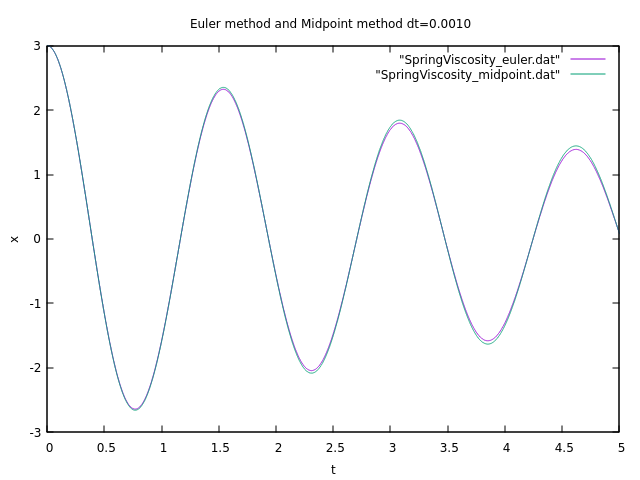 Euler method and Midpoint method dt=0.0010
3
2
1
0
-1
-2
-3
x
"SpringViscosity_euler.dat"
"SpringViscosity_midpoint.dat"
0 0.5 1 1.5 2 2.5 3 3.5 4 4.5 5
t